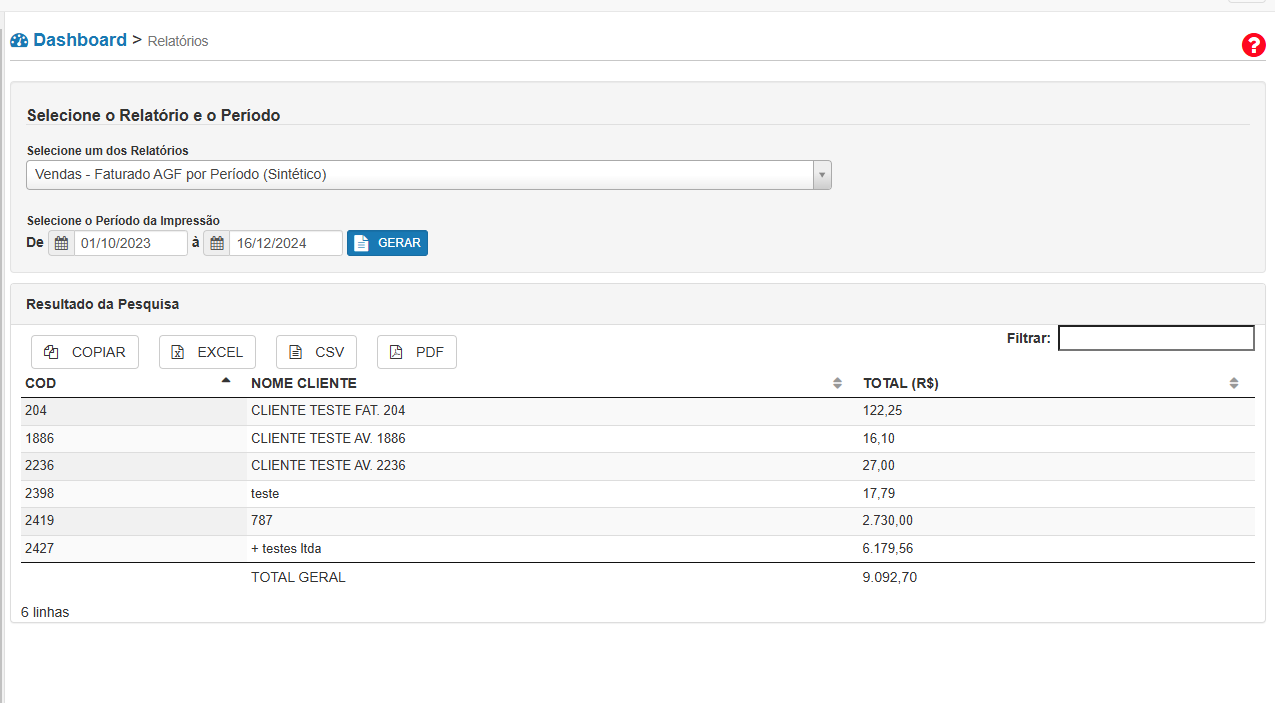 Dashboard > Relatórios
?
Selecione o Relatório e o Período
Selecione um dos Relatórios
Vendas - Faturado AGF por Período (Sintético)
Selecione o Período da Impressão
De 01/10/2023 à 16/12/2024 GERAR
Resultado da Pesquisa
COPIAR EXCEL CSV PDF Filtrar:
COD NOME CLIENTE TOTAL (R$)
204 CLIENTE TESTE FAT. 204 122,25
1886 CLIENTE TESTE AV. 1886 16,10
2236 CLIENTE TESTE AV. 2236 27,00
2398 teste 17,79
2419 787 2.730,00
2427 + testes ltda 6.179,56
TOTAL GERAL 9.092,70
6 linhas